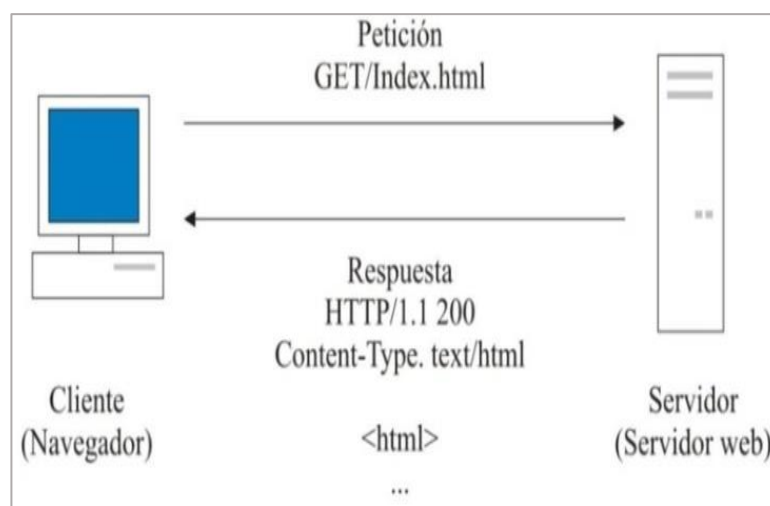 Petición
GET/Index.html
Respuesta
HTTP/1.1 200
Content-Type. text/html
<html>
...
Cliente
(Navegador)
Servidor
(Servidor web)